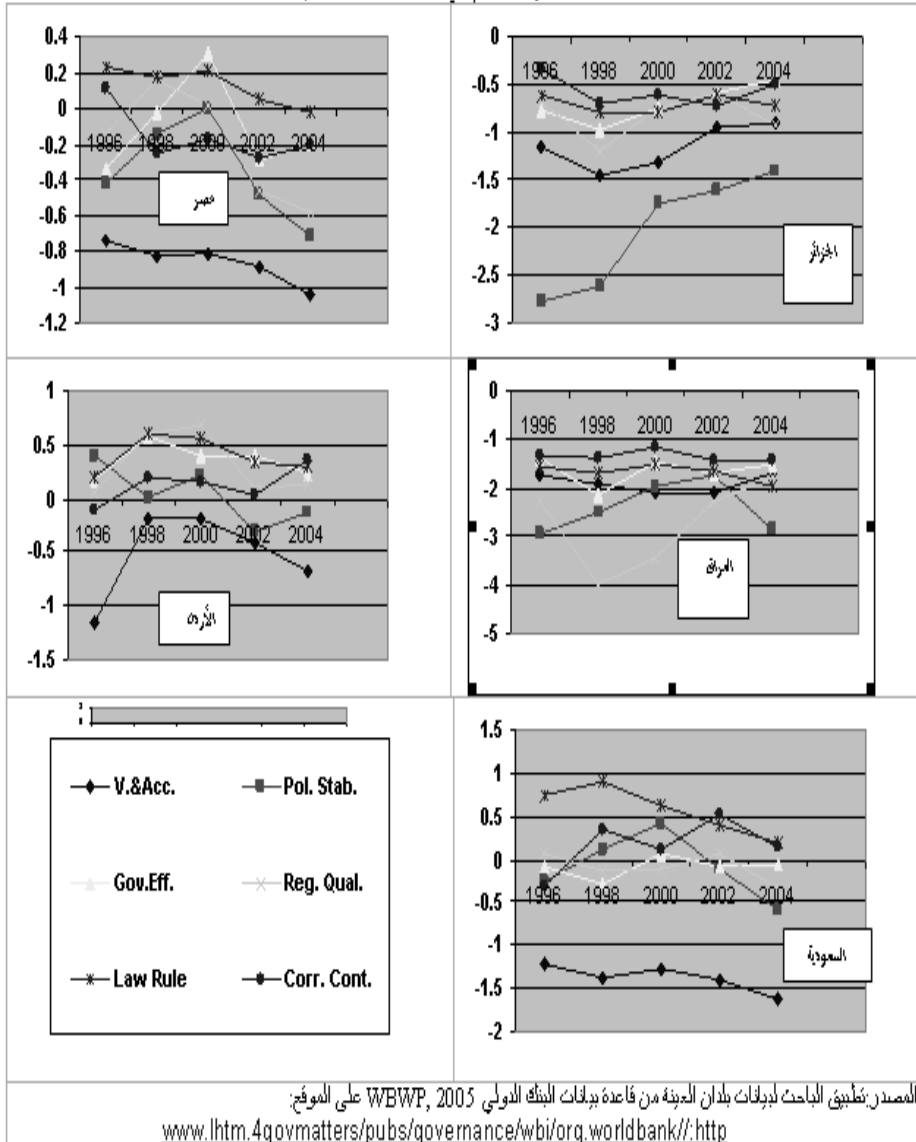 0.4
0.2
0
-0.2
-0.4
-0.6
-0.8
-1
-1.2
1996 1998 2000 2002 2004
مصر
0
-0.5
-1
-1.5
-2
-2.5
-3
1996 1998 2000 2002 2004
الجزائر
1
0.5
0
-0.5
-1
-1.5
1996 1998 2000 2002 2004
الأردن
0
-1
-2
-3
-4
-5
1996 1998 2000 2002 2004
العراق
V.&Acc. Pol. Stab.
Gov.Eff. Reg. Qual.
Law Rule Corr. Cont.
1.5
1
0.5
0
-0.5
-1
-1.5
-2
1996 1998 2000 2002 2004
السعودية
المصدر:تطبيق الباحث لبيانات بلدان العينة من قاعدة بيانات البنك الدولي WBWP, 2005 على الموقع:
www.lhtm.4govmatters/pubs/governance/wbi/org.worldbank//:http